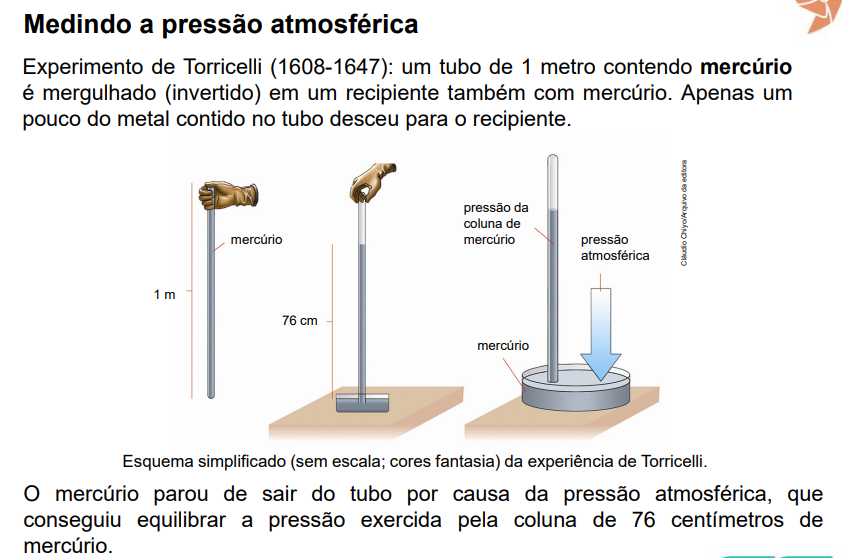 Medindo a pressão atmosférica
Experimento de Torricelli (1608-1647): um tubo de 1 metro contendo mercúrio
é mergulhado (invertido) em um recipiente também com mercúrio. Apenas um
pouco do metal contido no tubo desceu para o recipiente.
mercúrio
1 m
76 cm
pressão da
coluna de
mercúrio
pressão
atmosférica
mercúrio
Cláudio Chiyo/Arquivo da editora
Esquema simplificado (sem escala; cores fantasia) da experiência de Torricelli.
O mercúrio parou de sair do tubo por causa da pressão atmosférica, que
conseguiu equilibrar a pressão exercida pela coluna de 76 centímetros de
mercúrio.